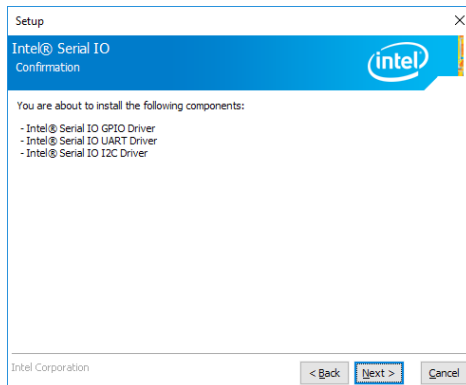 Setup
Intel® Serial IO
Confirmation
intel
You are about to install the following components:
- Intel® Serial IO GPIO Driver
- Intel® Serial IO UART Driver
- Intel® Serial IO I2C Driver
Intel Corporation
< Back
Next >
Cancel